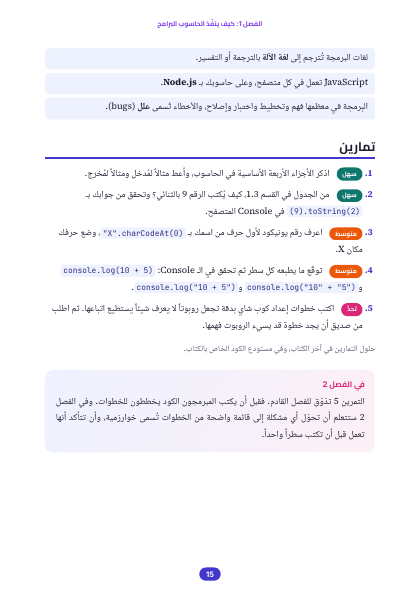 الفصل 1: كيف ينفّذ الحاسوب البرامج
لغات البرمجة تُترجم إلى لغة الآلة بالترجمة أو التفسير.
JavaScript تعمل في كل متصفح، وعلى حاسوبك بـ Node.js.
البرمجة في معظمها فهم وتخطيط واختبار وإصلاح، والأخطاء تُسمى علل (bugs).
تمارين
1. سهل اذكر الأجزاء الأربعة الأساسية في الحاسوب، وأعط مثالاً لمُدخل ومثالاً لمُخرج.
2. سهل من الجدول في القسم 1.3، كيف يُكتب الرقم 9 بالثنائي؟ وتحقق من جوابك بـ
(9).toString(2) في Console المتصفح.
3. متوسط اعرف رقم يونيكود لأول حرف من اسمك بـ "X".charCodeAt(0)، وضع حرفك
مكان X.
4. متوسط توقّع ما يطبعه كل سطر ثم تحقق في الـ Console: console.log(10 + 5)
و console.log("10" + "5") و console.log("10 + 5").
5. تحدٍّ اكتب خطوات إعداد كوب شاي بدقة تجعل روبوتاً لا يعرف شيئاً يستطيع اتباعها. ثم اطلب
من صديق أن يجد خطوة قد يسيء الروبوت فهمها.
حلول التمارين في آخر الكتاب، وفي مستودع الكود الخاص بالكتاب.
في الفصل 2
التمرين 5 تذوّق للفصل القادم. فقبل أن يكتب المبرمجون الكود يخططون للخطوات. وفي الفصل
2 ستتعلم أن تحوّل أي مشكلة إلى قائمة واضحة من الخطوات تُسمى خوارزمية، وأن تتأكد أنها
تعمل قبل أن تكتب سطراً واحداً.
15